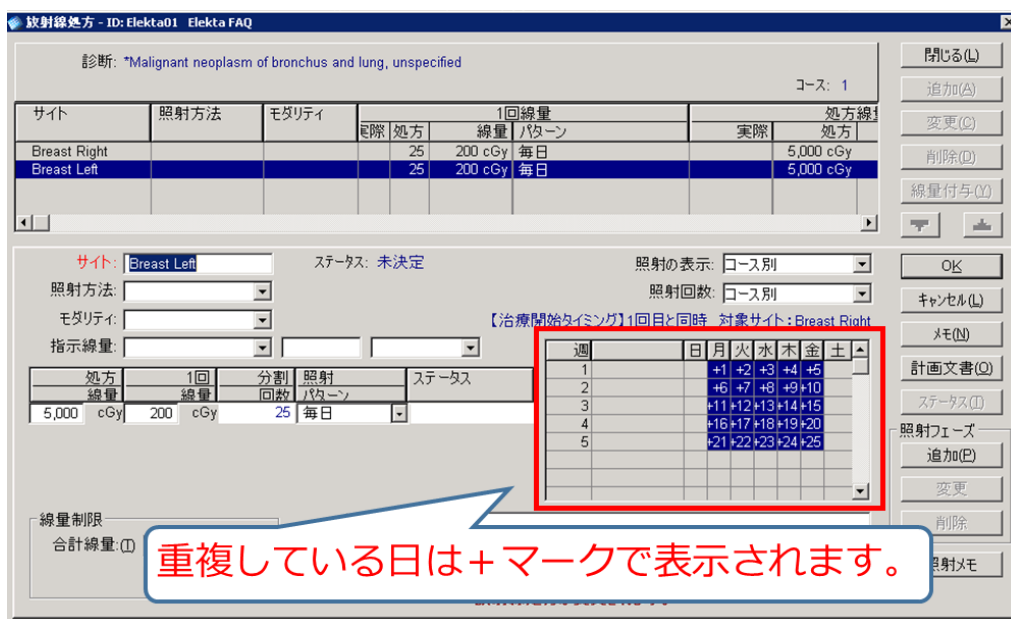 放射線処方 - ID: Elekta01 Elekta FAQ
診断: *Malignant neoplasm of bronchus and lung, unspecified
コース: 1
サイト 照射方法 モダリティ 1回線量 処方線量
実際 処方 線量 パターン 実際 処方
Breast Right 25 200 cGy 毎日 5,000 cGy
Breast Left 25 200 cGy 毎日 5,000 cGy
閉じる(L)
追加(A)
変更(C)
削除(D)
線量付与(Y)
サイト: Breast Left ステータス: 未決定 照射の表示: コース別
照射方法: 照射回数: コース別
モダリティ: 【治療開始タイミング】1回目と同時 対象サイト:Breast Right
指示線量:
処方線量 1回線量 分割回数 照射パターン ステータス
5,000 cGy 200 cGy 25 毎日
週 日 月 火 水 木 金 土
1 +1 +2 +3 +4 +5
2 +6 +7 +8 +9 +10
3 +11 +12 +13 +14 +15
4 +16 +17 +18 +19 +20
5 +21 +22 +23 +24 +25
OK
キャンセル(L)
メモ(N)
計画文書(O)
ステータス(I)
照射フェーズ
追加(P)
変更
削除
照射メモ
線量制限
合計線量:(T)
重複している日は+マークで表示されます。